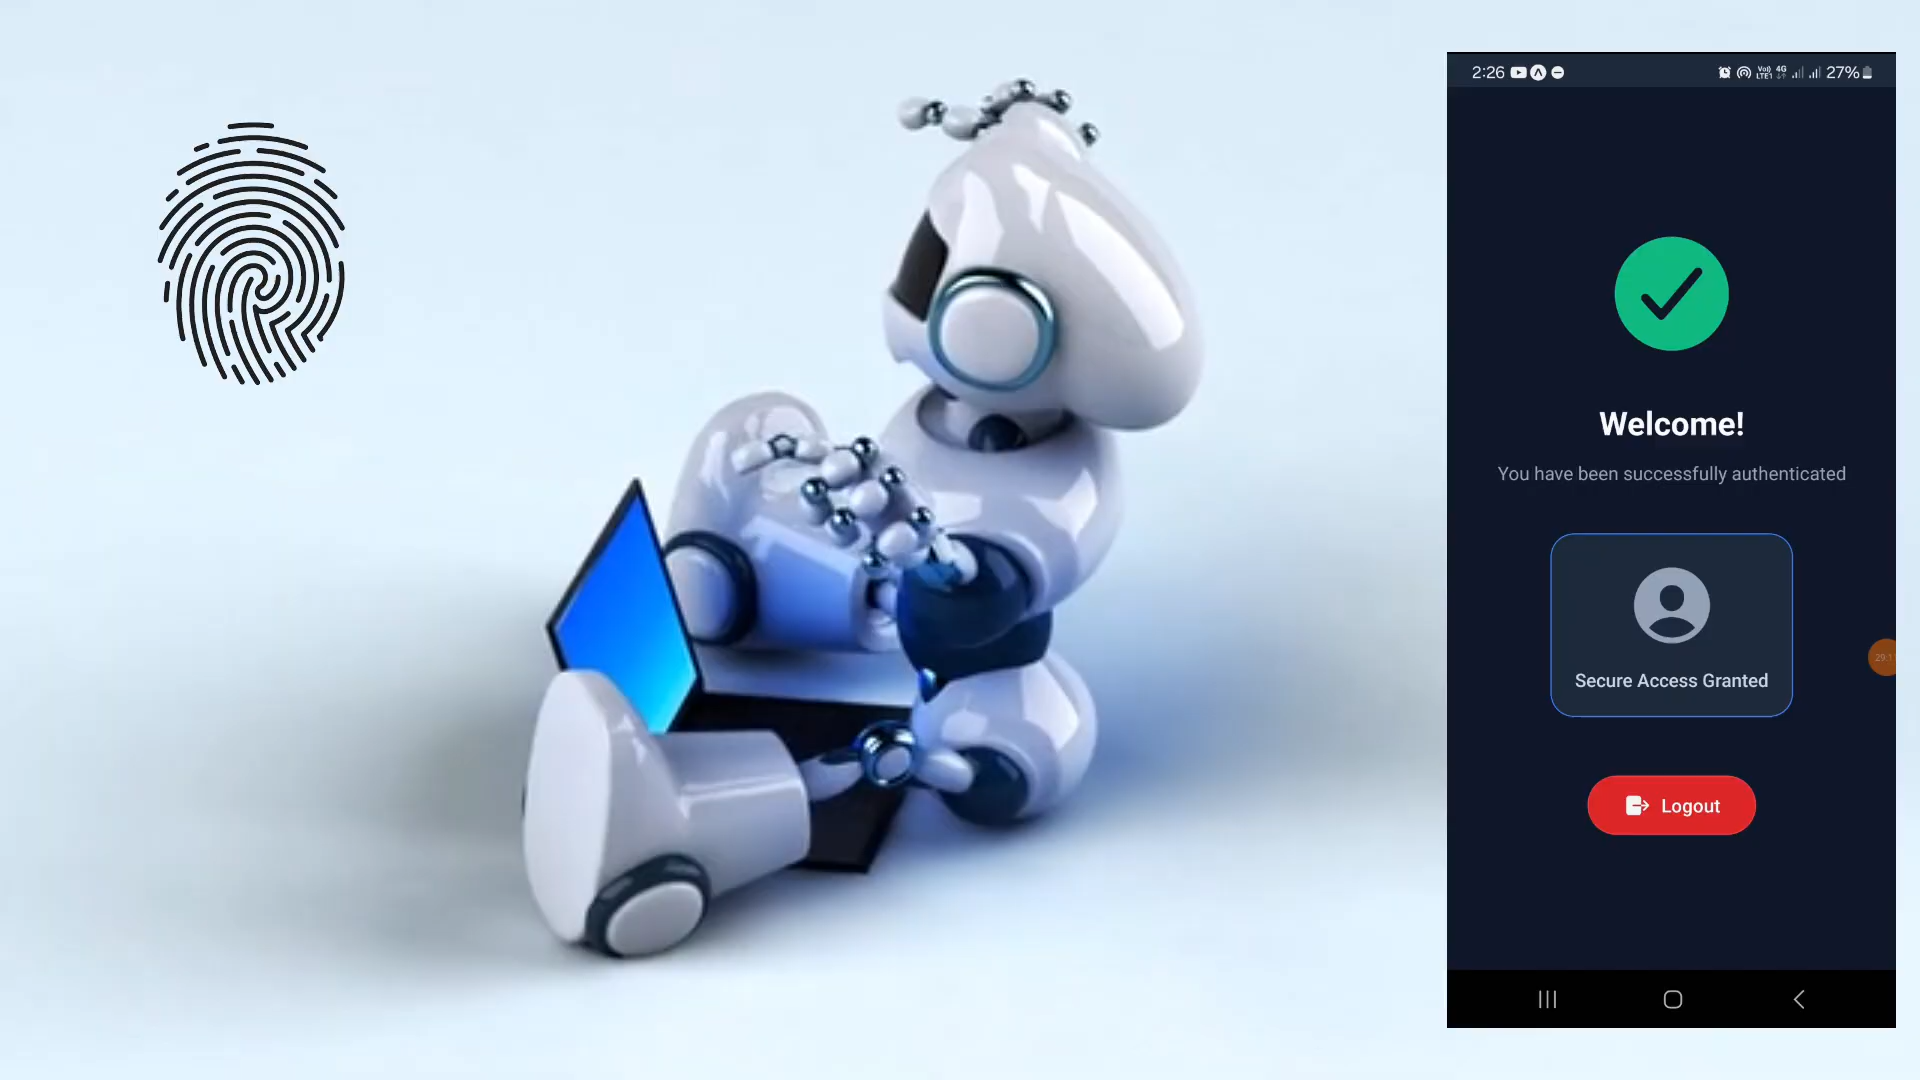 2:26
27%
Welcome!
You have been successfully authenticated
Secure Access Granted
Logout